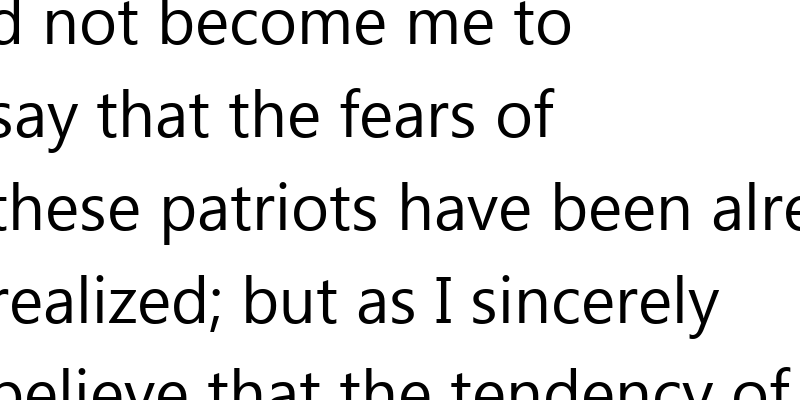 d not become me to
say that the fears of
these patriots have been alre
realized; but as I sincerely
believe that the tendency of